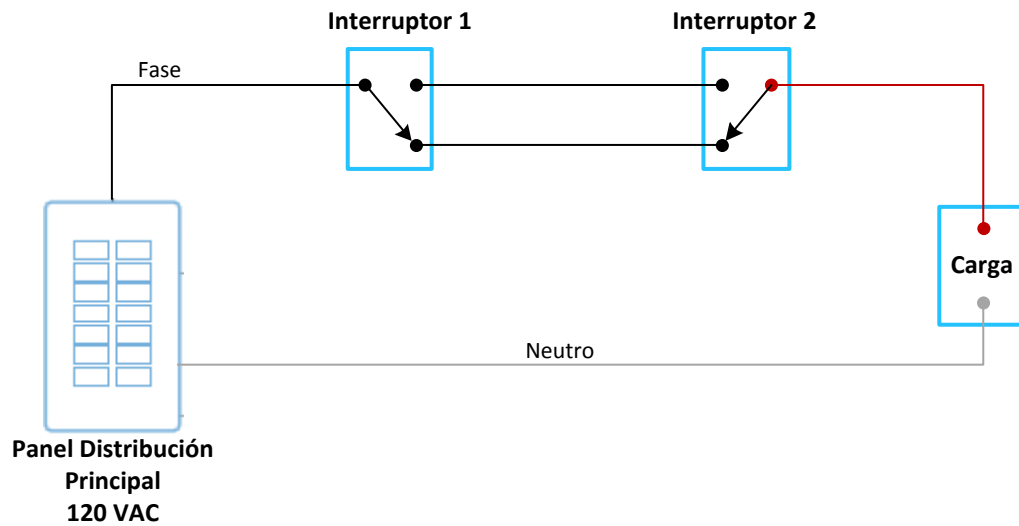 Interruptor 1
Interruptor 2
Fase
Carga
Neutro
Panel Distribución
Principal
120 VAC